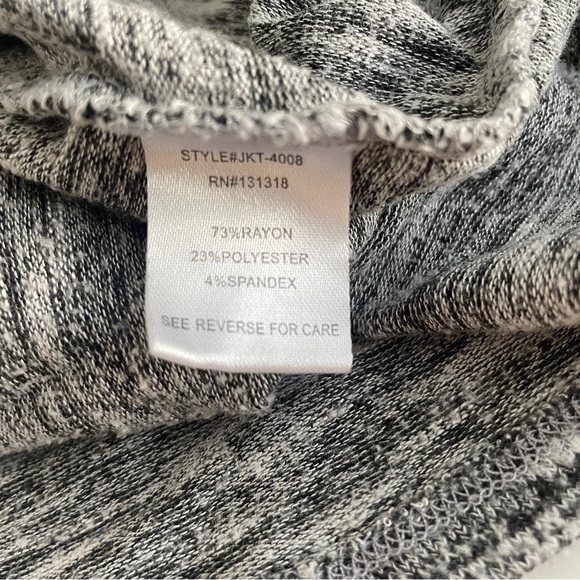 STYLE#JKT-4008
RN#131318
73%RAYON
23%POLYESTER
4%SPANDEX
SEE REVERSE FOR CARE